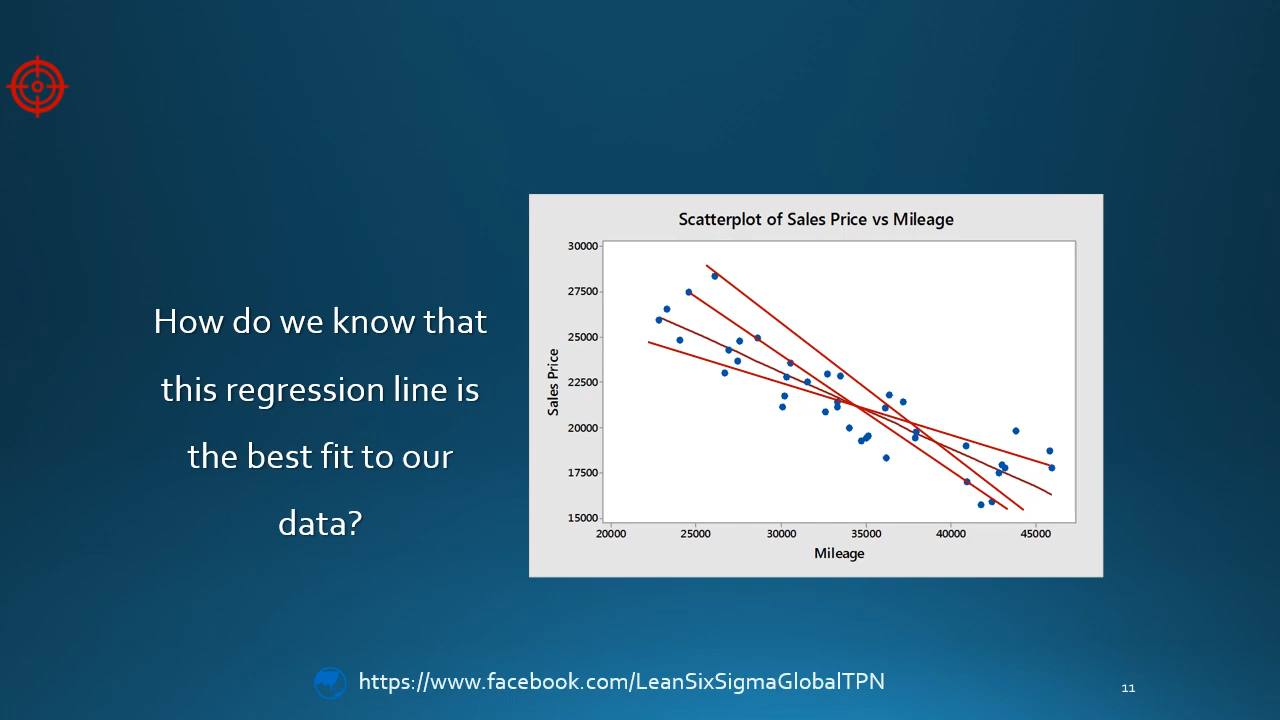 How do we know that
this regression line is
the best fit to our
data?
Scatterplot of Sales Price vs Mileage
Sales Price
30000
27500
25000
22500
20000
17500
15000
20000 25000 30000 35000 40000 45000
Mileage
https://www.facebook.com/LeanSixSigmaGlobalTPN
11